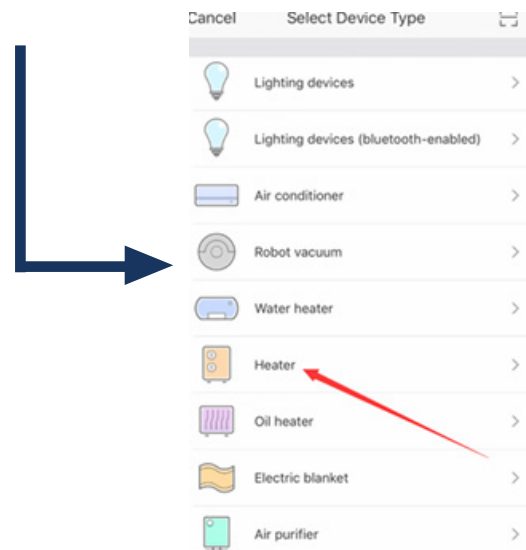 Cancel Select Device Type
Lighting devices
Lighting devices (bluetooth-enabled)
Air conditioner
Robot vacuum
Water heater
Heater
Oil heater
Electric blanket
Air purifier